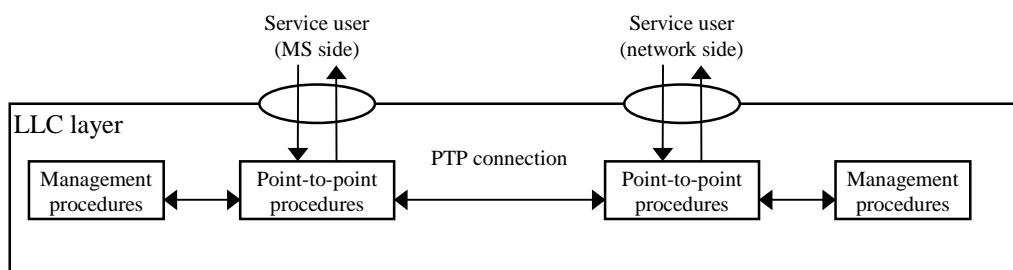 Service user
(MS side)
Service user
(network side)
LLC layer
PTP connection
Management
procedures
Point-to-point
procedures
Point-to-point
procedures
Management
procedures